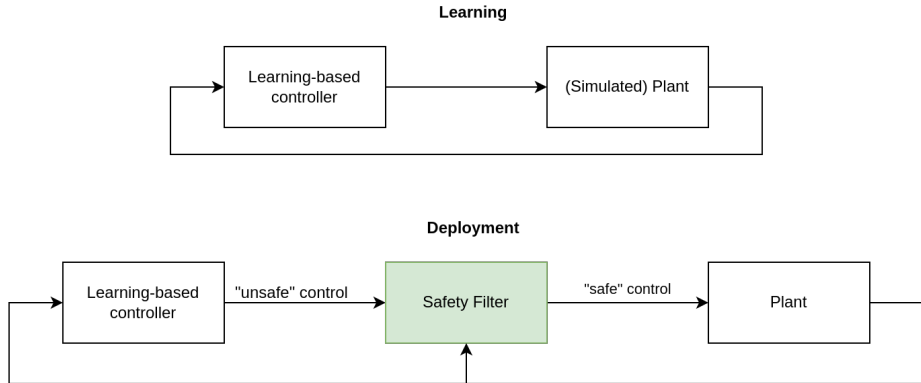 Learning
Learning-based
controller
(Simulated) Plant
Deployment
Learning-based
controller
"unsafe" control
Safety Filter
"safe" control
Plant